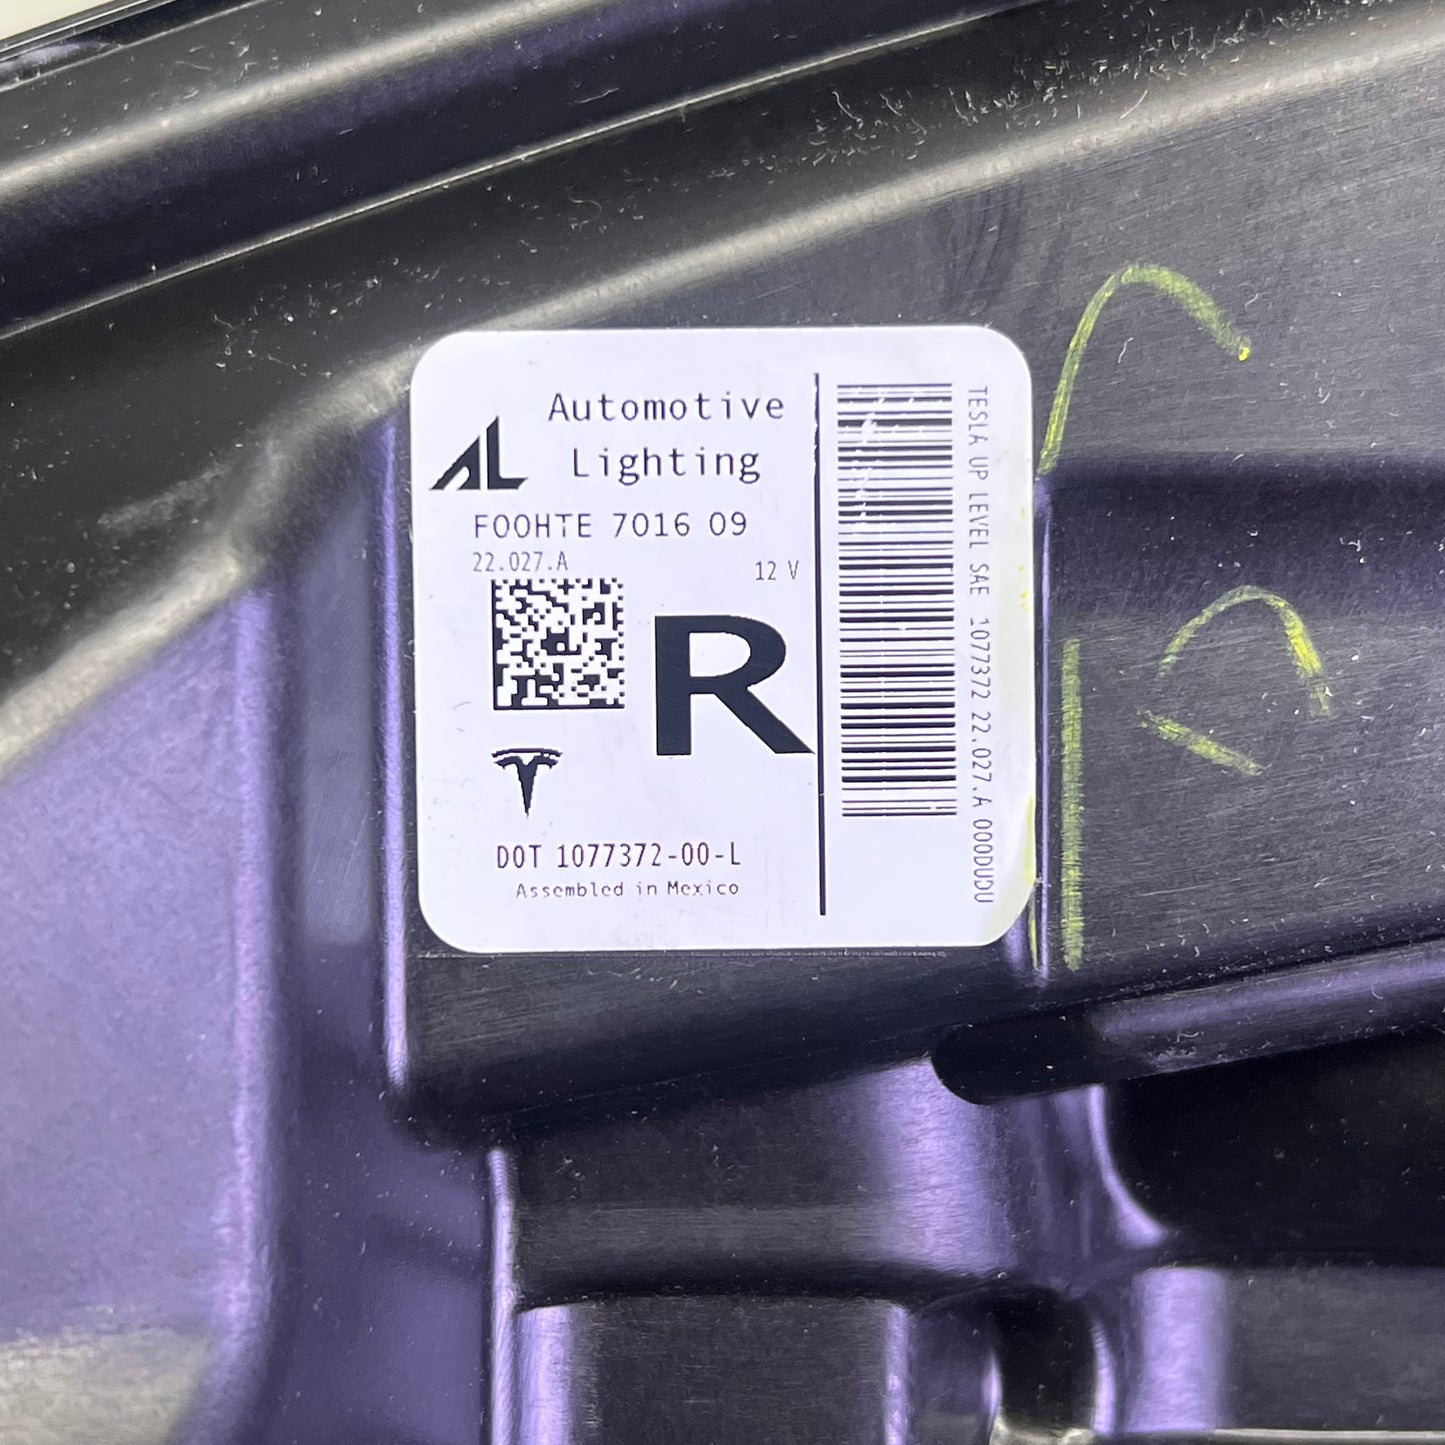 AL
Automotive
Lighting
FOOHTE 7016 09
22.027.A
12 V
R
DOT 1077372-00-L
Assembled in Mexico
TESLA UP LEVEL SAE 1077372 22.027.A 000DUDU